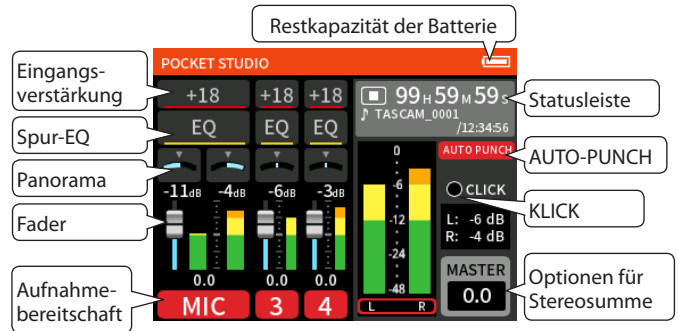 Restkapazität der Batterie
POCKET STUDIO
Eingangs-
verstärkung
+18 +18 +18
99H59M59S
Statusleiste
♪ TASCAM_0001
/12:34:56
Spur-EQ
EQ EQ EQ
0
AUTO PUNCH
AUTO-PUNCH
Panorama
-11dB -4dB -6dB -3dB
-6
CLICK
KLICK
Fader
-12
L: -6 dB
R: -4 dB
-24
0.0 0.0 0.0
-48
MASTER
0.0
Optionen für
Stereosumme
Aufnahme-
bereitschaft
MIC 3 4
L R